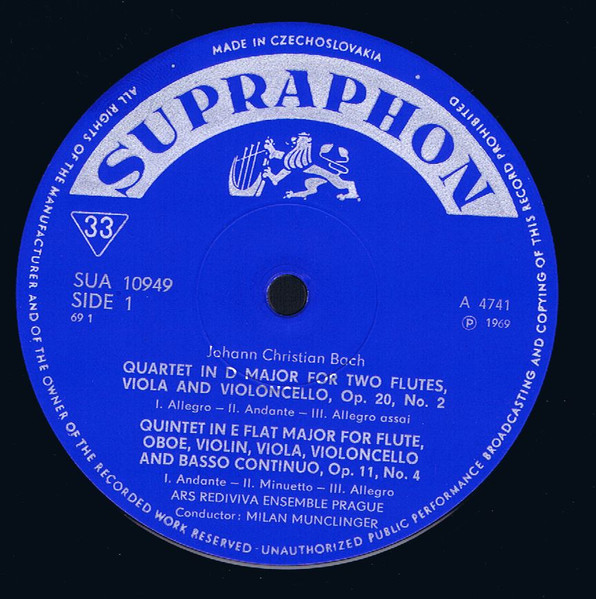 MADE IN CZECHOSLOVAKIA
SUPRAPHON
33
SUA 10949
SIDE 1
69 1
A 4741
Ⓟ 1969
Johann Christian Bach
QUARTET IN D MAJOR FOR TWO FLUTES,
VIOLA AND VIOLONCELLO, Op. 20, No. 2
I. Allegro – II. Andante – III. Allegro assai
QUINTET IN E FLAT MAJOR FOR FLUTE,
OBOE, VIOLIN, VIOLA, VIOLONCELLO
AND BASSO CONTINUO, Op. 11, No. 4
I. Andante – II. Minuetto – III. Allegro
ARS REDIVIVA ENSEMBLE PRAGUE
Conductor: MILAN MUNCLINGER
ALL RIGHTS OF THE MANUFACTURER AND OF THE OWNER OF THE RECORDED WORK RESERVED · UNAUTHORIZED PUBLIC PERFORMANCE BROADCASTING AND COPYING OF THIS RECORD PROHIBITED